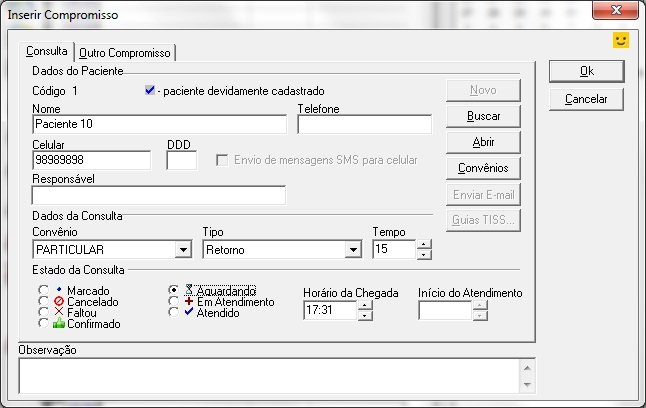 Inserir Compromisso
Consulta Outro Compromisso
Dados do Paciente
Código 1 - paciente devidamente cadastrado
Novo
Ok
Nome Telefone
Buscar
Cancelar
Paciente 10
Abrir
Celular DDD
98989898
Envio de mensagens SMS para celular
Convênios
Responsável
Enviar E-mail
Dados da Consulta
Guias TISS...
Convênio Tipo Tempo
PARTICULAR Retorno 15
Estado da Consulta
Marcado Aguardando Horário da Chegada Início do Atendimento
Cancelado Em Atendimento
Faltou Atendido 17:31
Confirmado
Observação